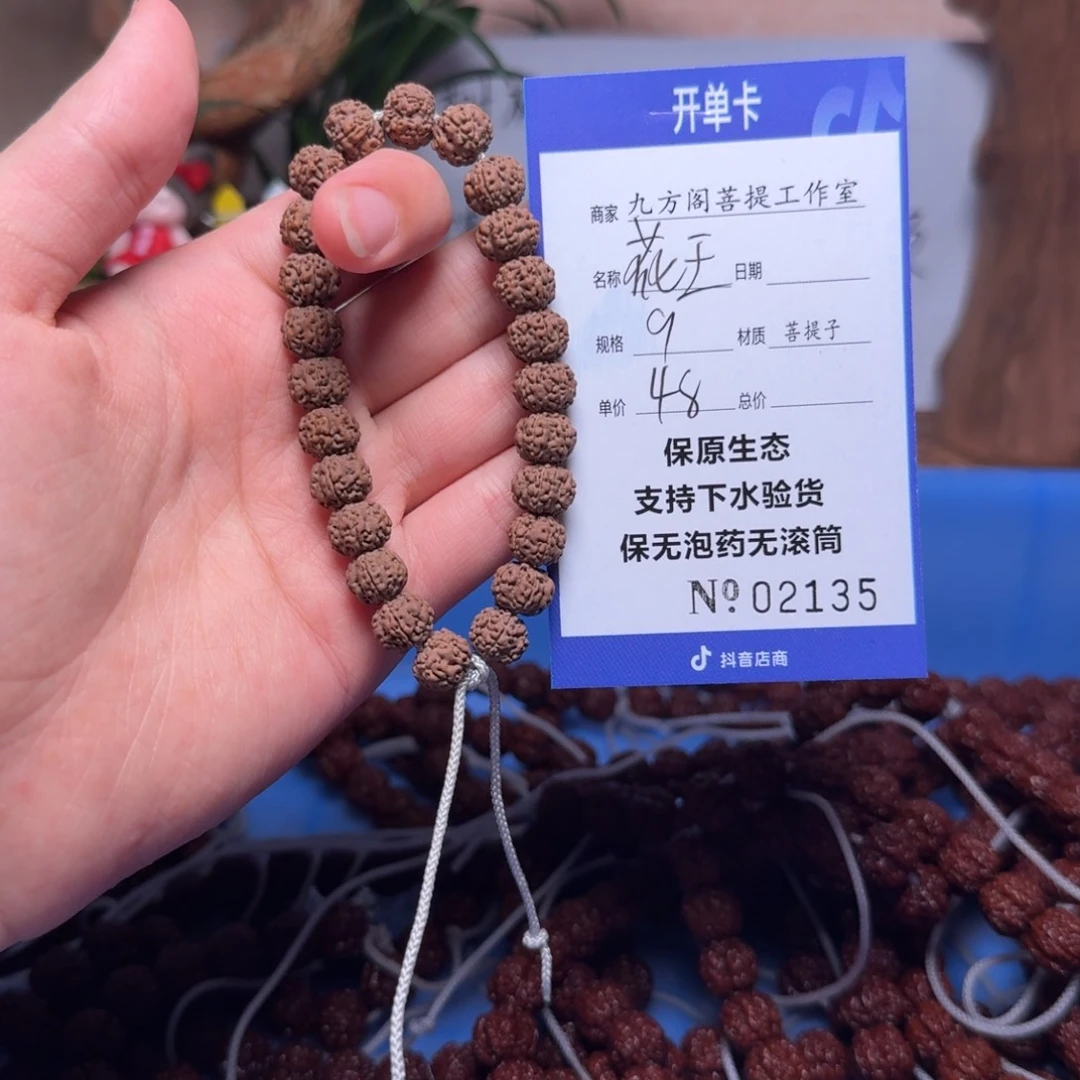 开单卡
商家 九方阁菩提工作室
名称 花王 日期
规格 9 材质 菩提子
单价 48 总价
保原生态
支持下水验货
保无泡药无滚筒
Nº 02135
抖音店商